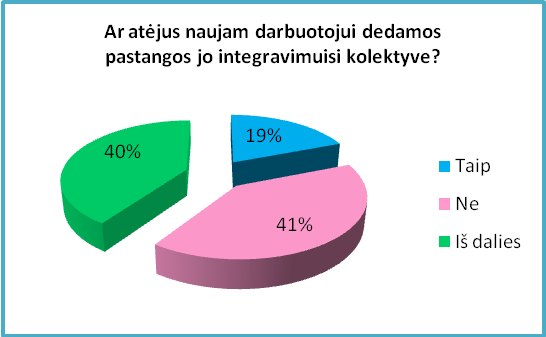 Ar atėjus naujam darbuotojui dedamos
pastangos jo integravimuisi kolektyve?
19%
40%
41%
Taip
Ne
Iš dalies